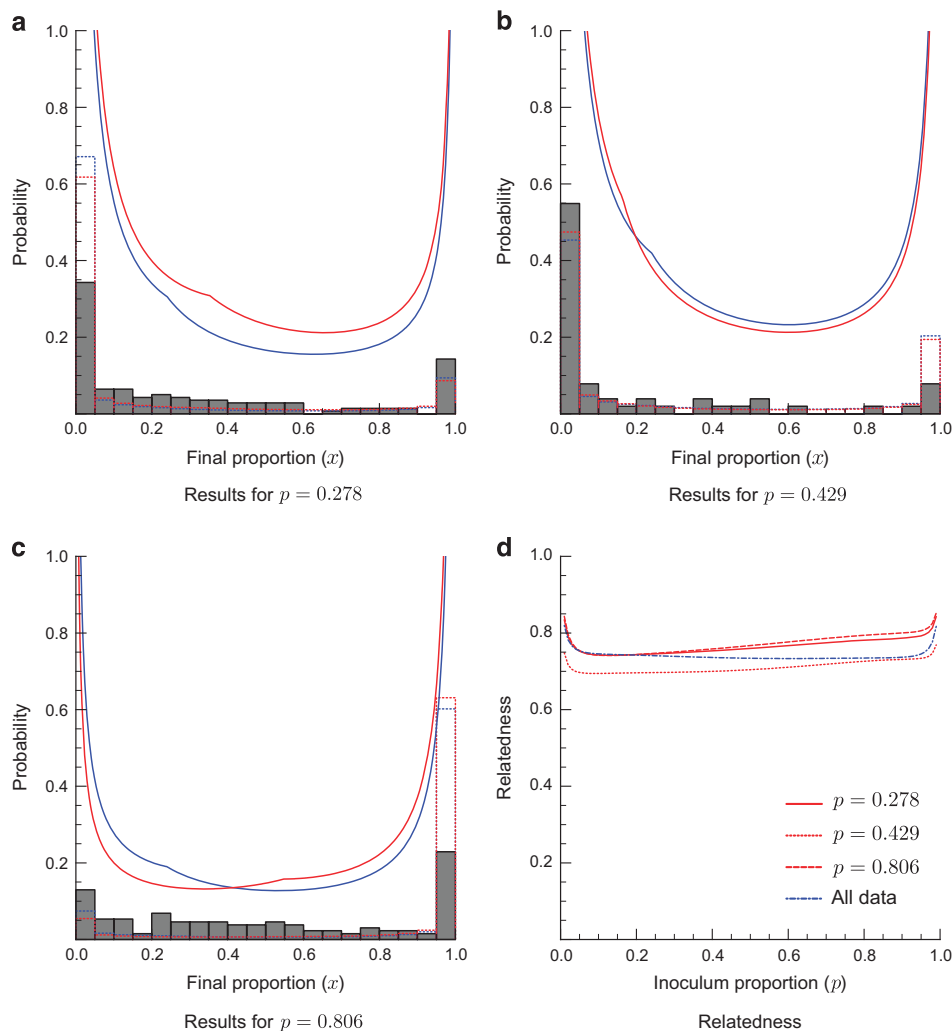 a
1.0
0.8
0.6
0.4
0.2
Probability
0.0 0.2 0.4 0.6 0.8 1.0
Final proportion (x)
Results for p = 0.278
b
1.0
0.8
0.6
0.4
0.2
Probability
0.0 0.2 0.4 0.6 0.8 1.0
Final proportion (x)
Results for p = 0.429
c
1.0
0.8
0.6
0.4
0.2
Probability
0.0 0.2 0.4 0.6 0.8 1.0
Final proportion (x)
Results for p = 0.806
d
1.0
0.8
0.6
0.4
0.2
Relatedness
p = 0.278
p = 0.429
p = 0.806
All data
0.0 0.2 0.4 0.6 0.8 1.0
Inoculum proportion (p)
Relatedness